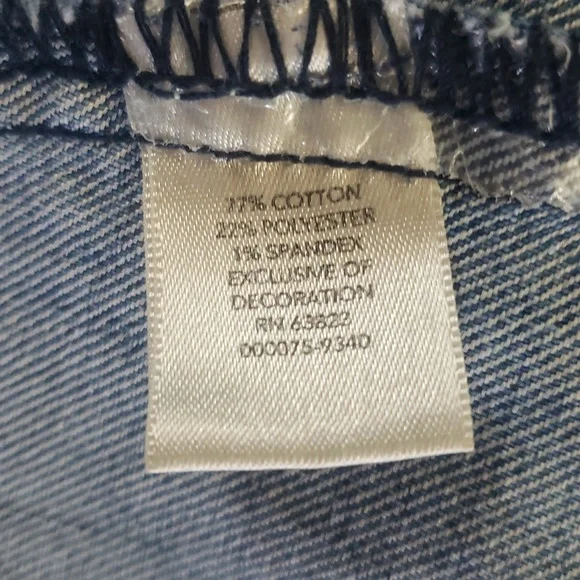 77% COTTON
22% POLYESTER
1% SPANDEX
EXCLUSIVE OF
DECORATION
RN 63822
000075-934D